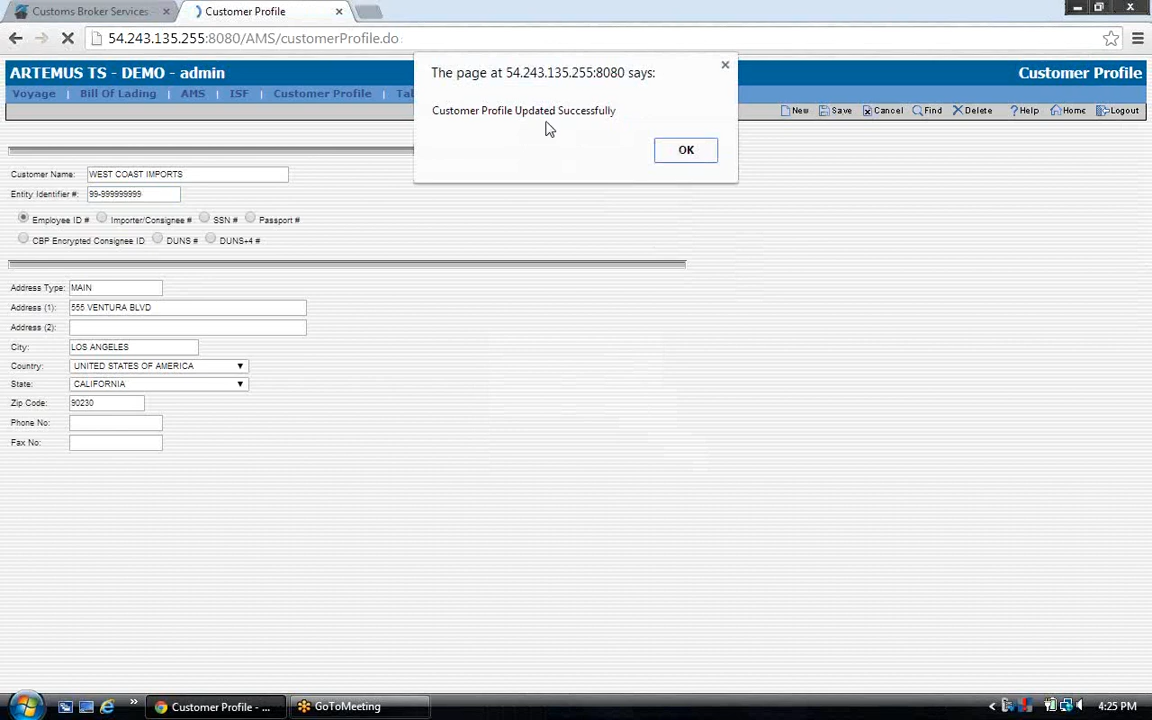 Customs Broker Services
Customer Profile
54.243.135.255:8080/AMS/customerProfile.do
The page at 54.243.135.255:8080 says:
Customer Profile Updated Successfully
OK
ARTEMUS TS - DEMO - admin
Customer Profile
Voyage | Bill Of Lading | AMS | ISF | Customer Profile | Ta
New Save Cancel Find Delete ? Help Home Logout
Customer Name: WEST COAST IMPORTS
Entity Identifier #: 99-999999999
Employee ID # Importer/Consignee # SSN # Passport #
CBP Encrypted Consignee ID DUNS # DUNS+4 #
Address Type: MAIN
Address (1): 555 VENTURA BLVD
Address (2):
City: LOS ANGELES
Country: UNITED STATES OF AMERICA
State: CALIFORNIA
Zip Code: 90230
Phone No:
Fax No:
Customer Profile - ...
GoToMeeting
4:25 PM